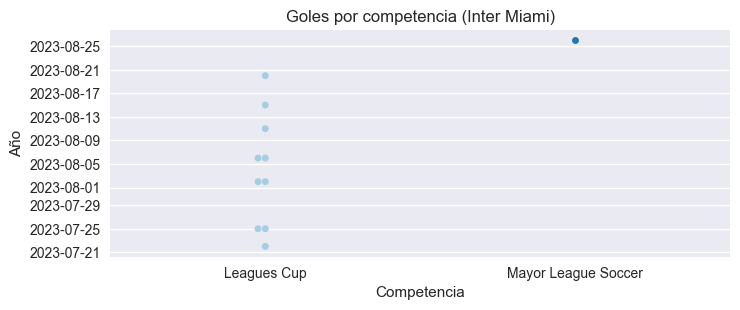 Goles por competencia (Inter Miami)
2023-08-25
2023-08-21
2023-08-17
2023-08-13
2023-08-09
2023-08-05
2023-08-01
2023-07-29
2023-07-25
2023-07-21
Año
Leagues Cup
Mayor League Soccer
Competencia